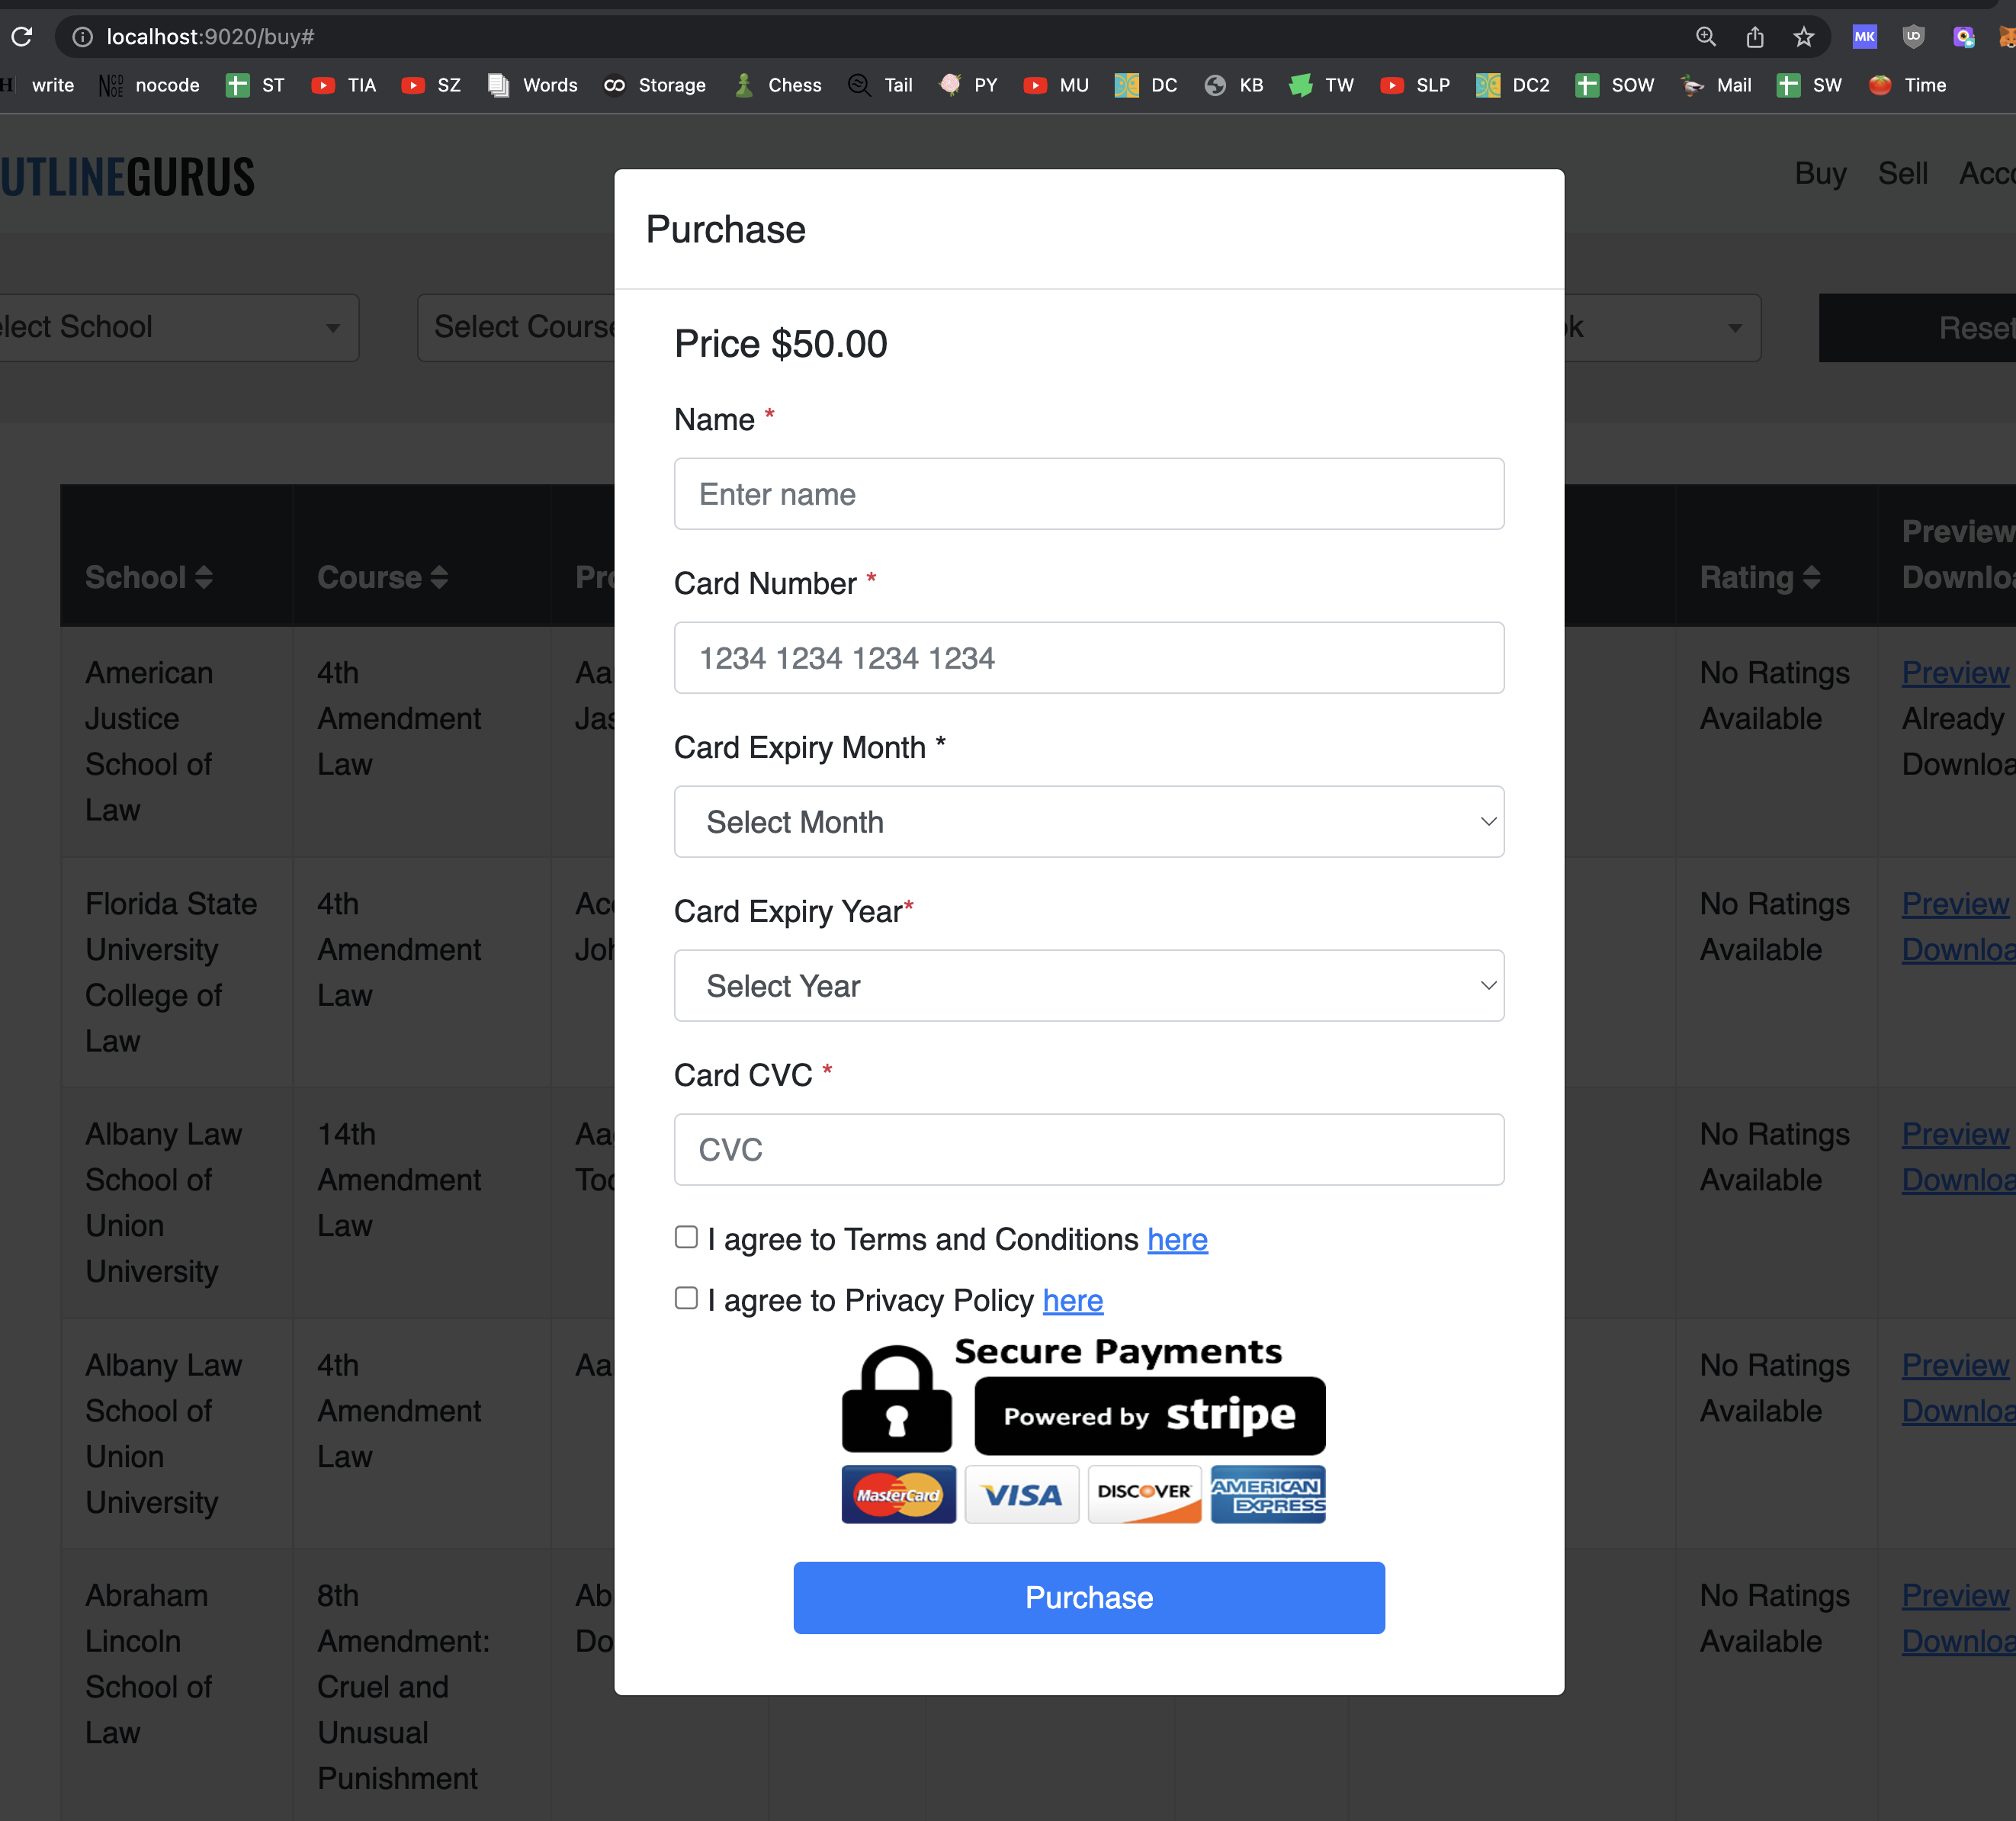 localhost:9020/buy#
MK
write nocode ST TIA SZ Words Storage Chess Tail PY MU DC KB TW SLP DC2 SOW Mail SW Time
UTLINEGURUS
Buy Sell Acco
Purchase
Price $50.00
lect School
Select Course
k
Reset
Name *
Enter name
Card Number *
1234 1234 1234 1234
Card Expiry Month *
Select Month
Card Expiry Year*
Select Year
Card CVC *
CVC
I agree to Terms and Conditions here
I agree to Privacy Policy here
Secure Payments
Powered by stripe
MasterCard VISA DISCOVER AMERICAN EXPRESS
Purchase
School Course Pro Rating Preview
Downloa
American
Justice
School of
Law
4th
Amendment
Law
Aa
Jas
No Ratings
Available
Preview
Already
Downloa
Florida State
University
College of
Law
4th
Amendment
Law
Ace
Joh
No Ratings
Available
Preview
Downloa
Albany Law
School of
Union
University
14th
Amendment
Law
Aa
Too
No Ratings
Available
Preview
Downloa
Albany Law
School of
Union
University
4th
Amendment
Law
Aa
No Ratings
Available
Preview
Downloa
Abraham
Lincoln
School of
Law
8th
Amendment:
Cruel and
Unusual
Punishment
Ab
Do
No Ratings
Available
Preview
Downloa